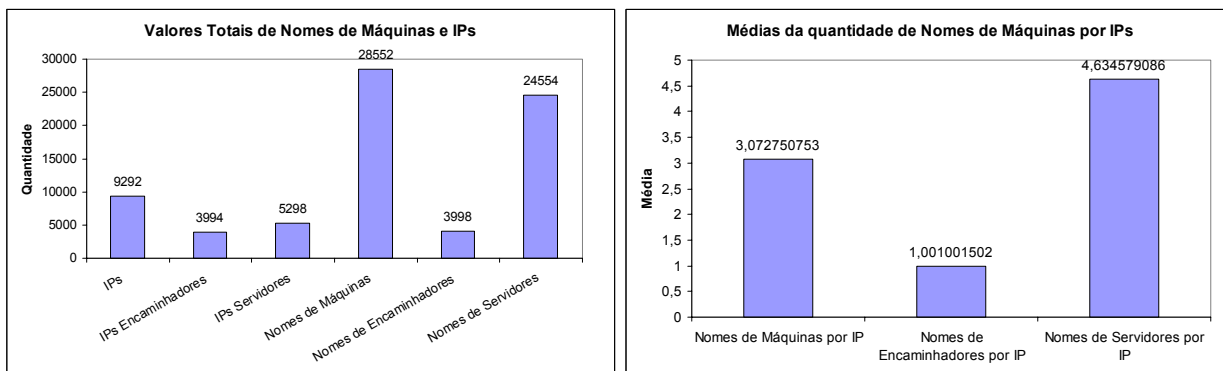 Valores Totais de Nomes de Máquinas e IPs
30000
25000
20000
15000
10000
5000
0
Quantidade
9292
3994
5298
28552
3998
24554
IPs
IPs Encaminhadores
IPs Servidores
Nomes de Máquinas
Nomes de Encaminhadores
Nomes de Servidores
Médias da quantidade de Nomes de Máquinas por IPs
5
4,5
4
3,5
3
2,5
2
1,5
1
0,5
0
Média
3,072750753
1,001001502
4,634579086
Nomes de Máquinas por IP
Nomes de
Encaminhadores por IP
Nomes de Servidores por
IP